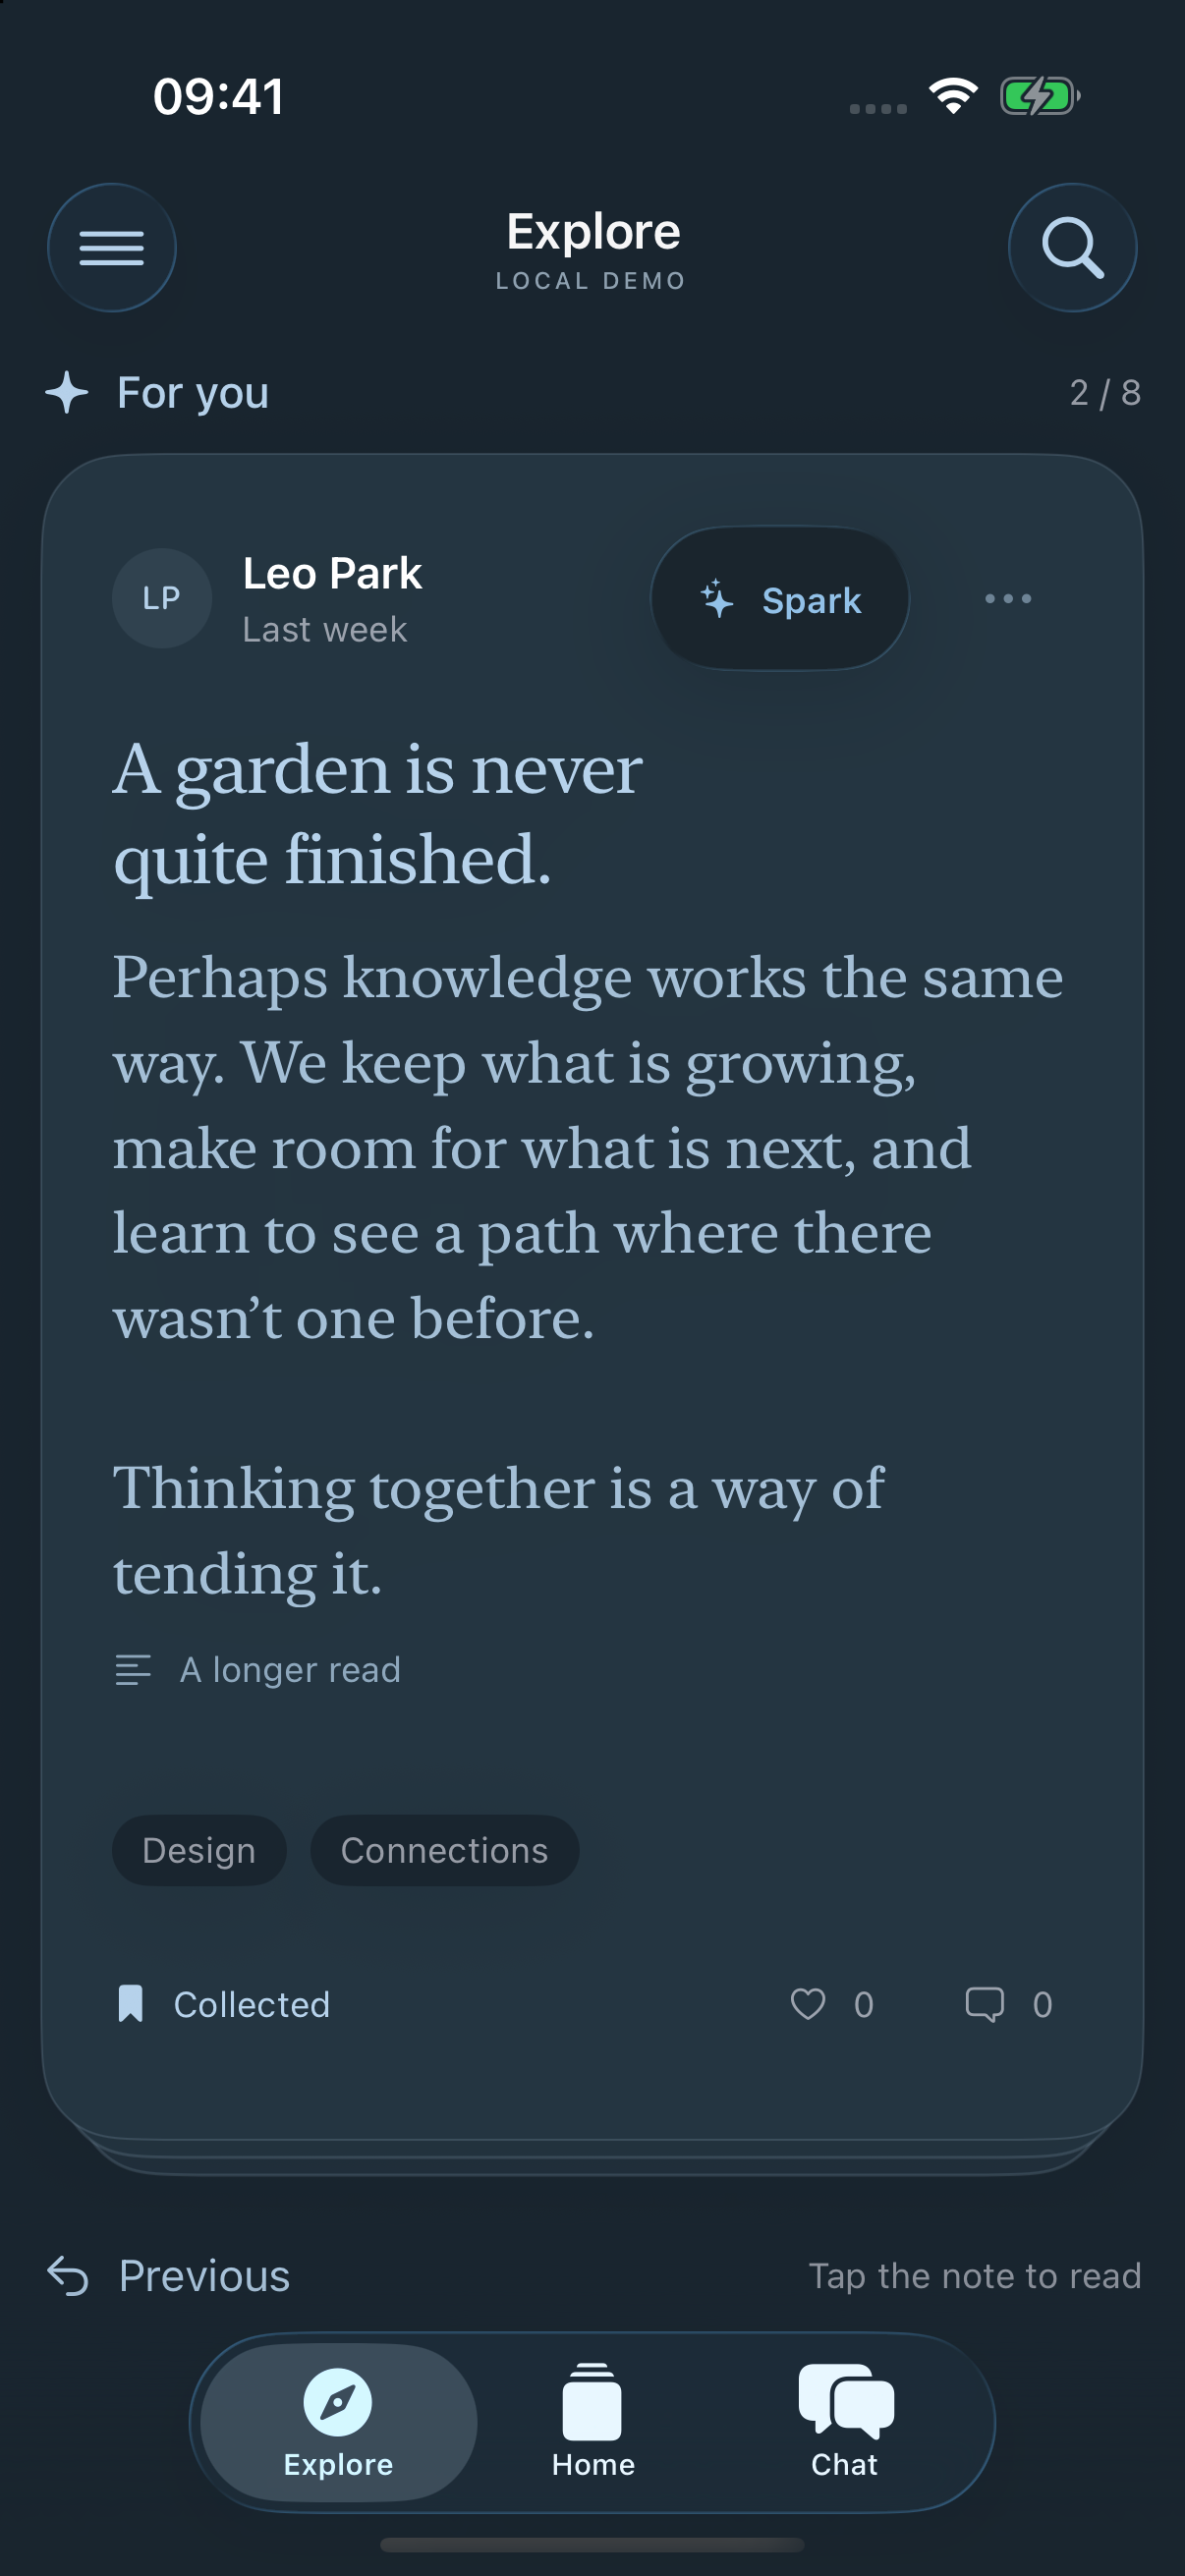 09:41
Explore
LOCAL DEMO
For you
2 / 8
LP
Leo Park
Last week
Spark
A garden is never
quite finished.
Perhaps knowledge works the same
way. We keep what is growing,
make room for what is next, and
learn to see a path where there
wasn’t one before.
Thinking together is a way of
tending it.
A longer read
Design
Connections
Collected
0
0
Previous
Tap the note to read
Explore
Home
Chat